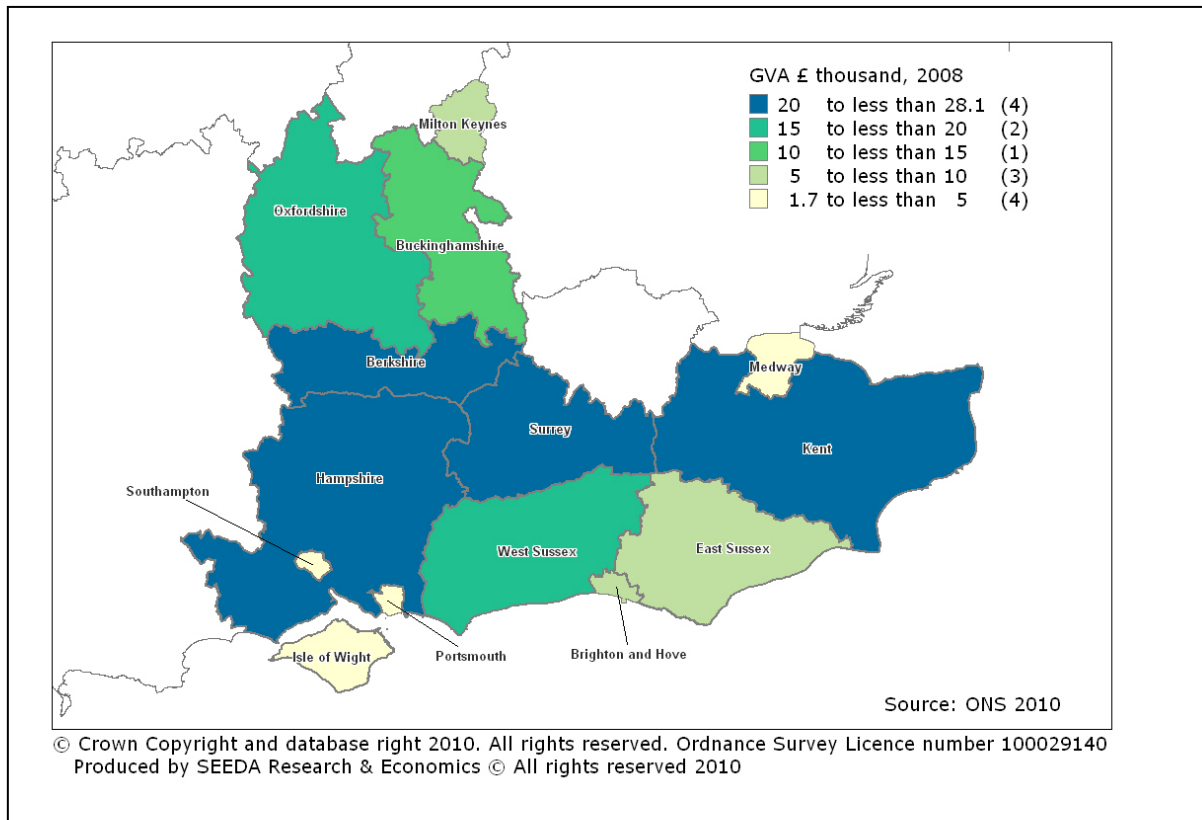 GVA £ thousand, 2008
20 to less than 28.1 (4)
15 to less than 20 (2)
10 to less than 15 (1)
5 to less than 10 (3)
1.7 to less than 5 (4)
Milton Keynes
Oxfordshire
Buckinghamshire
Berkshire
Medway
Surrey
Kent
Hampshire
Southampton
West Sussex
East Sussex
Isle of Wight
Portsmouth
Brighton and Hove
Source: ONS 2010
© Crown Copyright and database right 2010. All rights reserved. Ordnance Survey Licence number 100029140
Produced by SEEDA Research & Economics © All rights reserved 2010